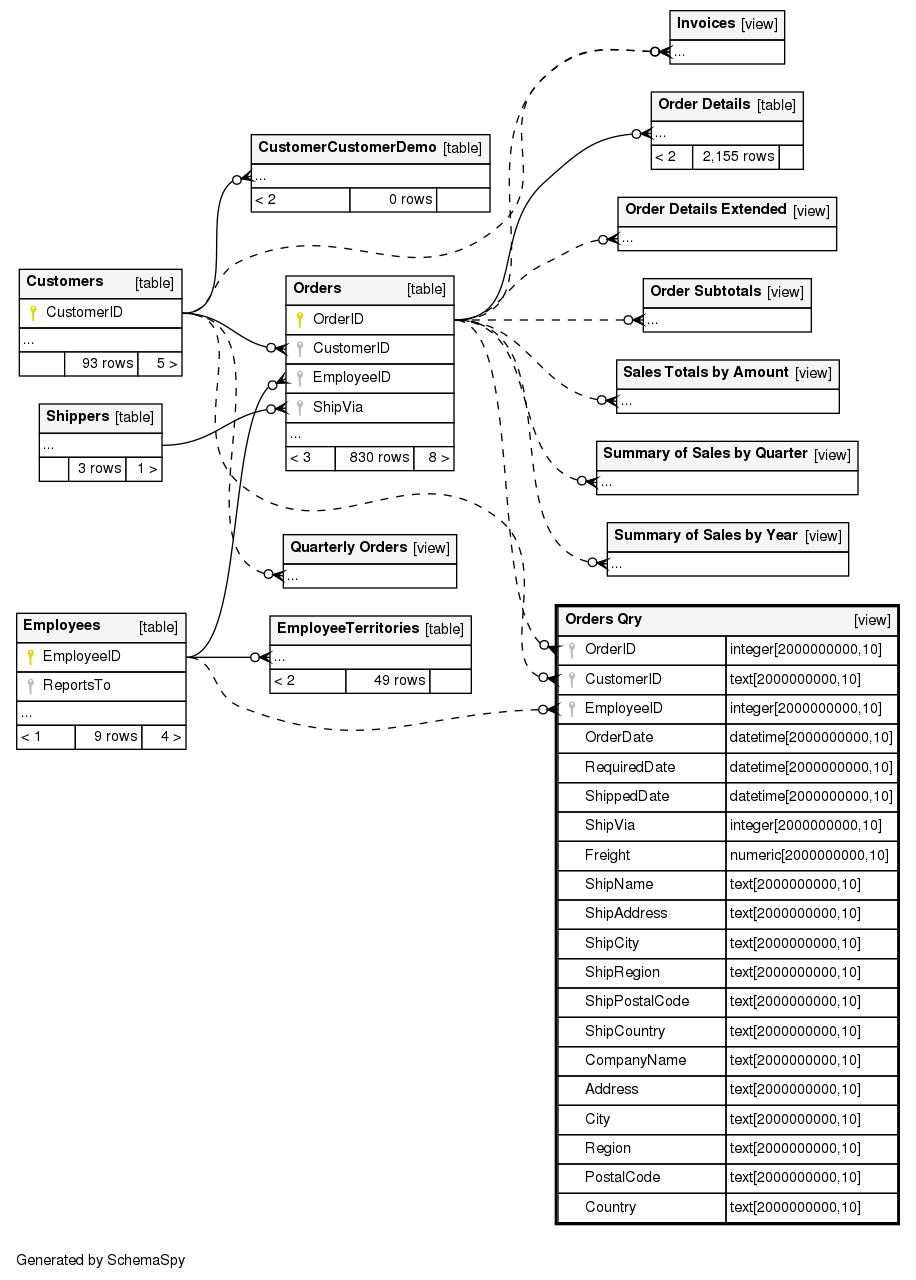 Invoices [view]
...
Order Details [table]
...
< 2 2,155 rows
CustomerCustomerDemo [table]
...
< 2 0 rows
Order Details Extended [view]
...
Customers [table]
CustomerID
...
93 rows 5 >
Orders [table]
OrderID
CustomerID
EmployeeID
ShipVia
...
< 3 830 rows 8 >
Order Subtotals [view]
...
Sales Totals by Amount [view]
...
Shippers [table]
...
3 rows 1 >
Summary of Sales by Quarter [view]
...
Summary of Sales by Year [view]
...
Quarterly Orders [view]
...
Employees [table]
EmployeeID
ReportsTo
...
< 1 9 rows 4 >
EmployeeTerritories [table]
...
< 2 49 rows
Orders Qry [view]
OrderID integer[2000000000,10]
CustomerID text[2000000000,10]
EmployeeID integer[2000000000,10]
OrderDate datetime[2000000000,10]
RequiredDate datetime[2000000000,10]
ShippedDate datetime[2000000000,10]
ShipVia integer[2000000000,10]
Freight numeric[2000000000,10]
ShipName text[2000000000,10]
ShipAddress text[2000000000,10]
ShipCity text[2000000000,10]
ShipRegion text[2000000000,10]
ShipPostalCode text[2000000000,10]
ShipCountry text[2000000000,10]
CompanyName text[2000000000,10]
Address text[2000000000,10]
City text[2000000000,10]
Region text[2000000000,10]
PostalCode text[2000000000,10]
Country text[2000000000,10]
Generated by SchemaSpy